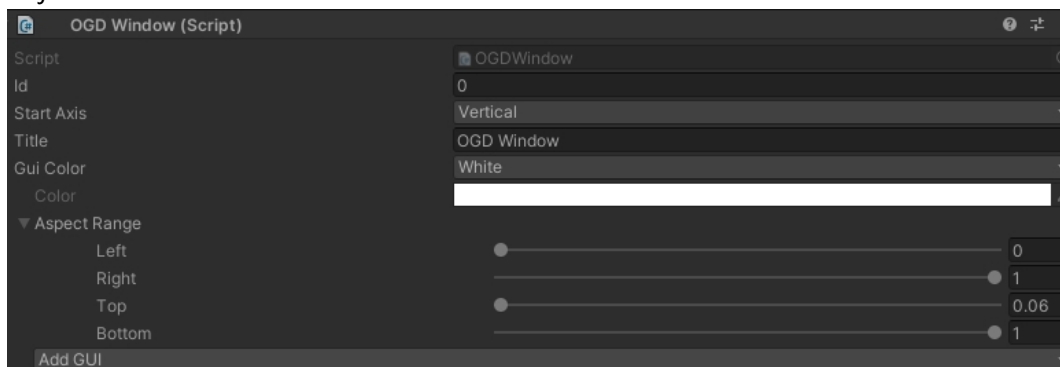 OGD Window (Script)
Script OGDWindow
Id 0
Start Axis Vertical
Title OGD Window
Gui Color White
Color
Aspect Range
Left 0
Right 1
Top 0.06
Bottom 1
Add GUI